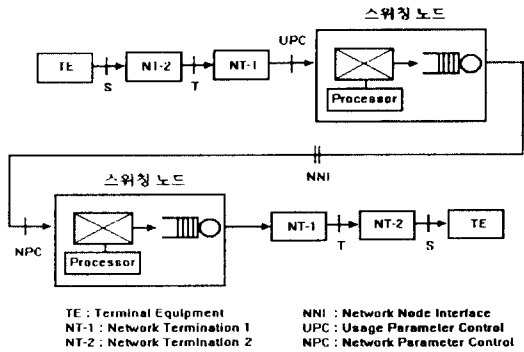 스위칭 노드
UPC
TE
NT-2
NT-1
S
T
Processor
NNI
스위칭 노드
NPC
Processor
NT-1
NT-2
TE
T
S
TE : Terminal Equipment
NT-1 : Network Termination 1
NT-2 : Network Termination 2
NNI : Network Node Interface
UPC : Usage Parameter Control
NPC : Network Parameter Control